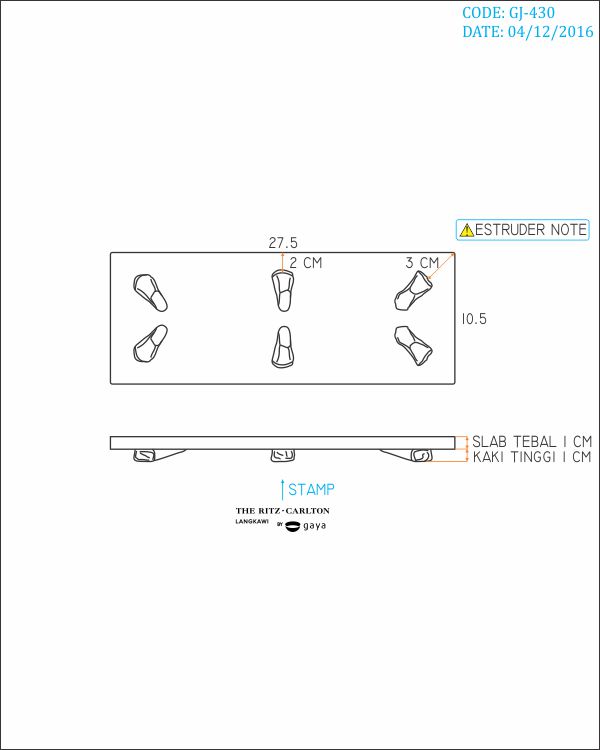 CODE: GJ-430
DATE: 04/12/2016
ESTRUDER NOTE
27.5
2 CM
3 CM
10.5
SLAB TEBAL 1 CM
KAKI TINGGI 1 CM
STAMP
THE RITZ-CARLTON
LANGKAWI
BY gaya